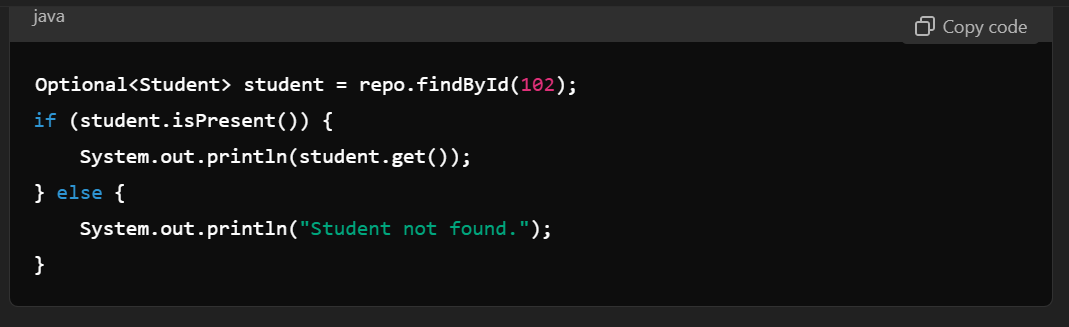 java
Copy code
Optional<Student> student = repo.findById(102);
if (student.isPresent()) {
    System.out.println(student.get());
} else {
    System.out.println("Student not found.");
}